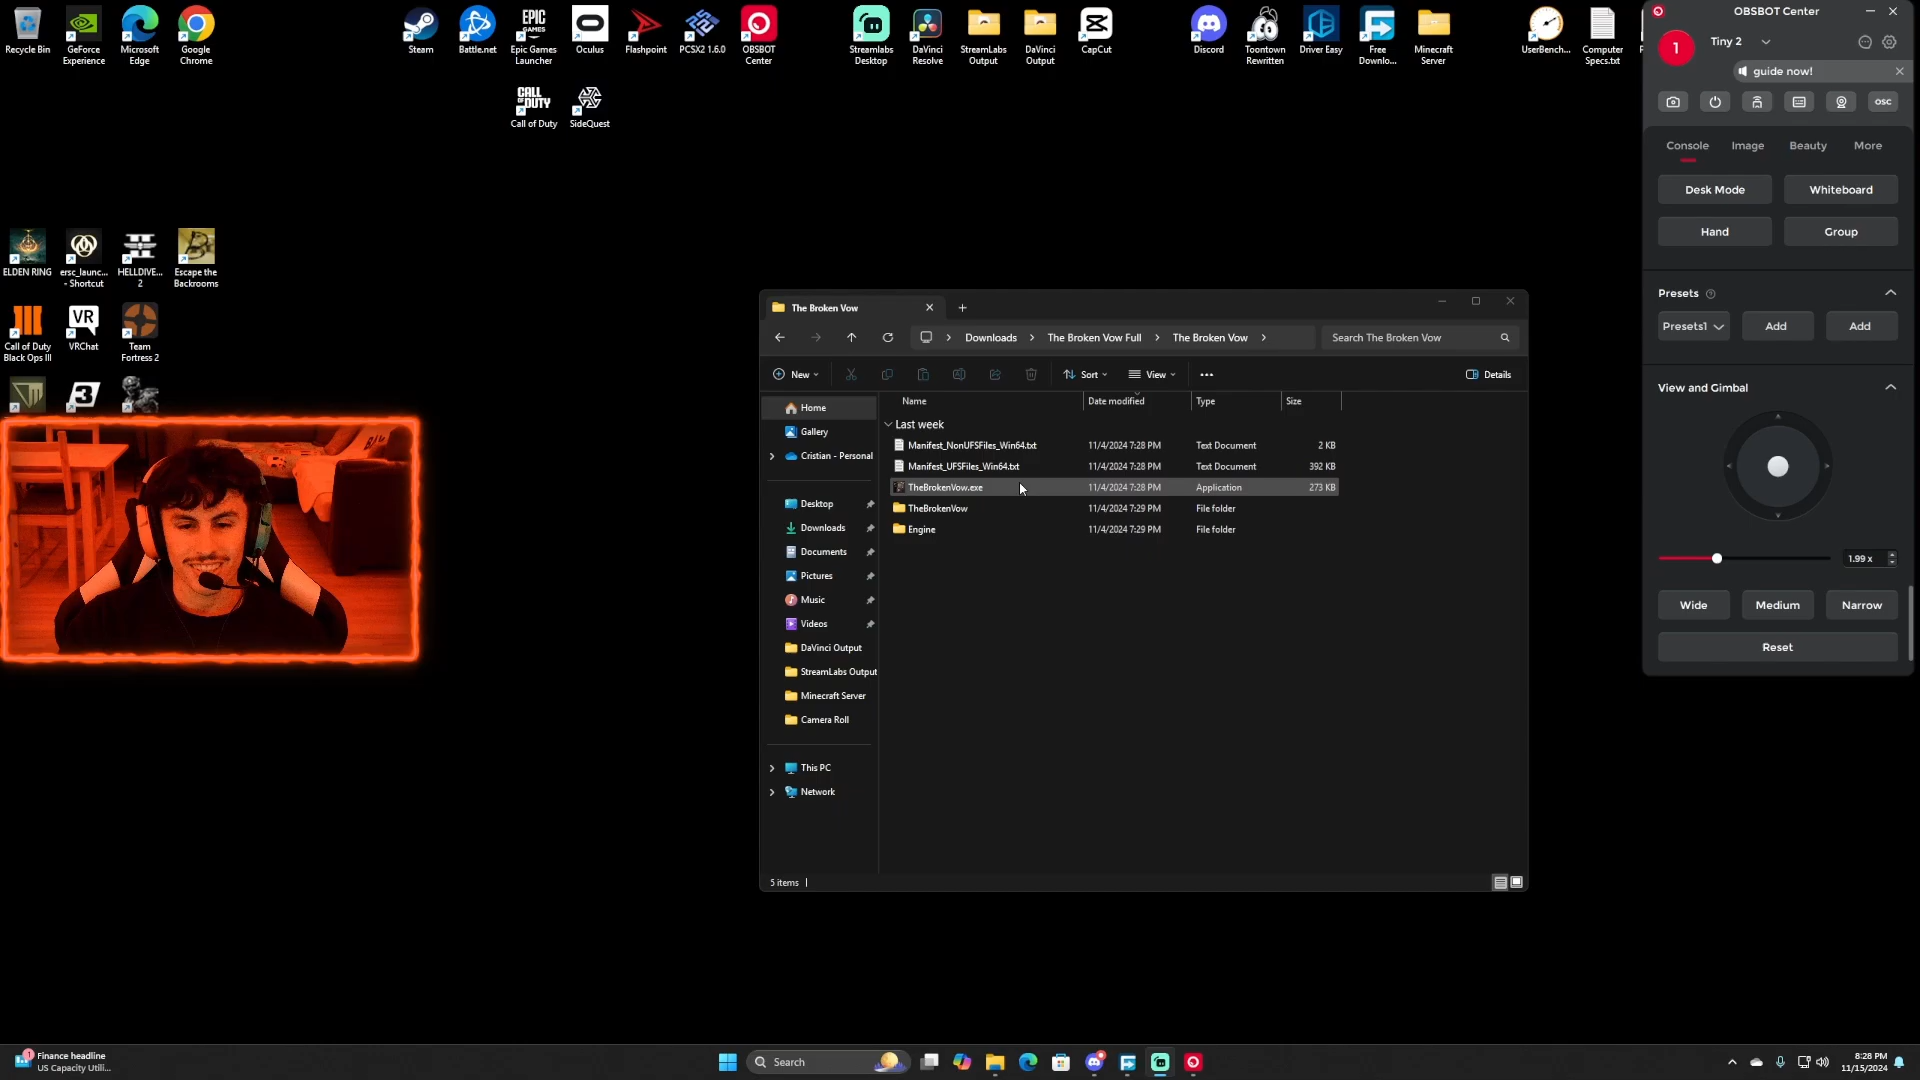 Recycle Bin
GeForce
Experience
Microsoft
Edge
Google
Chrome
Steam
Battle.net
EPIC
GAMES
Epic Games
Launcher
Oculus
Flashpoint
PCSX2 1.6.0
OBSBOT
Center
Streamlabs
Desktop
DaVinci
Resolve
StreamLabs
Output
DaVinci
Output
CapCut
Discord
Toontown
Rewritten
Driver Easy
Free
Downlo...
Minecraft
Server
UserBench...
Computer
Specs.txt
CALL OF
DUTY
Call of Duty
SideQuest
ELDEN RING
ersc_launc...
- Shortcut
HELLDIVE...
2
Escape the
Backrooms
Call of Duty
Black Ops III
VR
VRChat
Team
Fortress 2
3
The Broken Vow
Downloads
The Broken Vow Full
The Broken Vow
Search The Broken Vow
New
Sort
View
Details
Name
Date modified
Type
Size
Last week
Manifest_NonUFSFiles_Win64.txt 11/4/2024 7:28 PM Text Document 2 KB
Manifest_UFSFiles_Win64.txt 11/4/2024 7:28 PM Text Document 392 KB
TheBrokenVow.exe 11/4/2024 7:28 PM Application 273 KB
TheBrokenVow 11/4/2024 7:29 PM File folder
Engine 11/4/2024 7:29 PM File folder
Home
Gallery
Cristian - Personal
Desktop
Downloads
Documents
Pictures
Music
Videos
DaVinci Output
StreamLabs Output
Minecraft Server
Camera Roll
This PC
Network
5 items
OBSBOT Center
1
Tiny 2
guide now!
OSC
Console Image Beauty More
Desk Mode Whiteboard
Hand Group
Presets
Presets1 Add Add
View and Gimbal
1.99 x
Wide Medium Narrow
Reset
1
Finance headline
US Capacity Utili...
Search
8:28 PM
11/15/2024